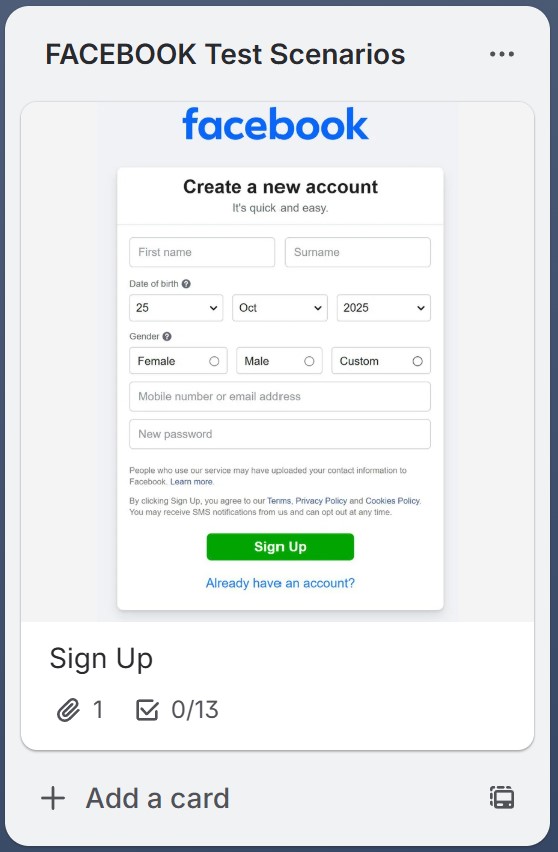 FACEBOOK Test Scenarios
facebook
Create a new account
It's quick and easy.
First name Surname
Date of birth ?
25 Oct 2025
Gender ?
Female Male Custom
Mobile number or email address
New password
People who use our service may have uploaded your contact information to
Facebook. Learn more.
By clicking Sign Up, you agree to our Terms, Privacy Policy and Cookies Policy.
You may receive SMS notifications from us and can opt out at any time.
Sign Up
Already have an account?
Sign Up
1 0/13
+ Add a card